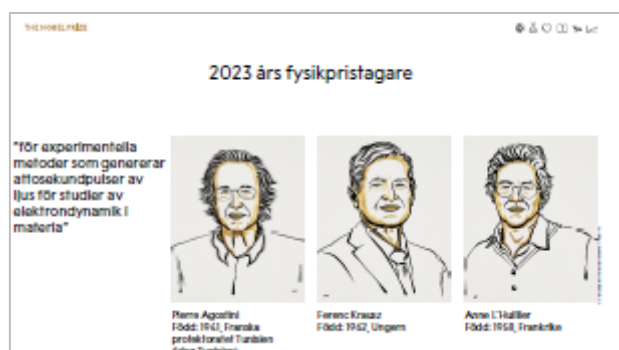 THE NOBEL PRIZE
2023 års fysikpristagare
"för experimentella
metoder som genererar
attosekundpulser av
ljus för studier av
elektrondynamik i
materia"
Pierre Agostini
Född: 1941, Franska
protektoratet Tunisien
Ferenc Krausz
Född: 1962, Ungern
Anne L'Huillier
Född: 1958, Frankrike